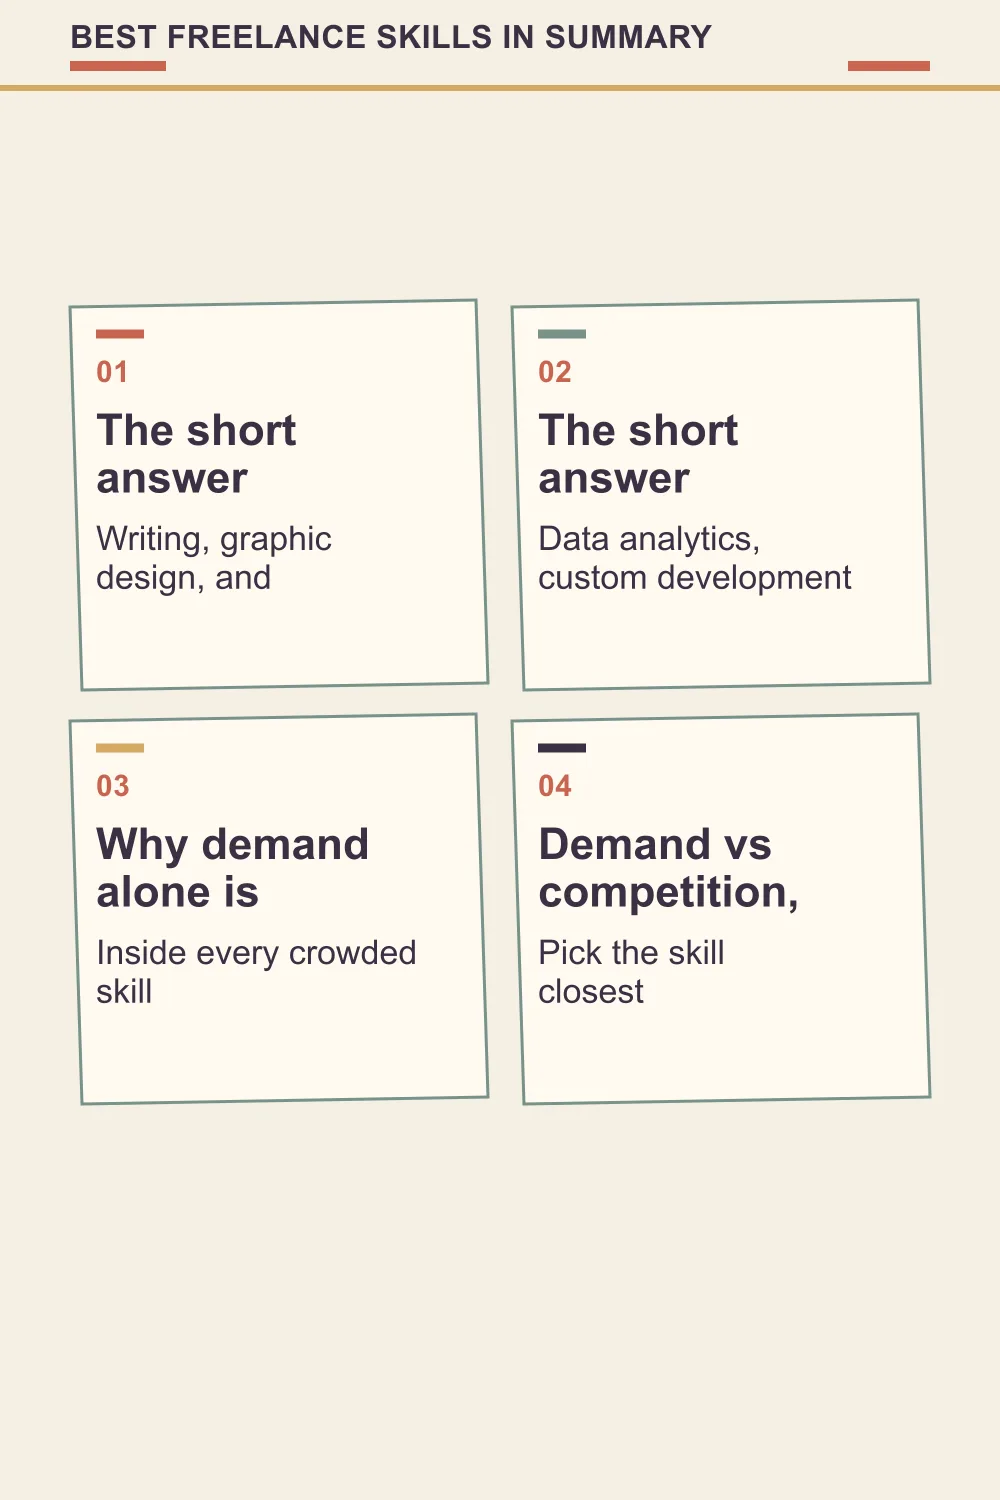 BEST FREELANCE SKILLS IN SUMMARY
01
The short
answer
Writing, graphic
design, and
02
The short
answer
Data analytics,
custom development
03
Why demand
alone is
Inside every crowded
skill
04
Demand vs
competition,
Pick the skill
closest